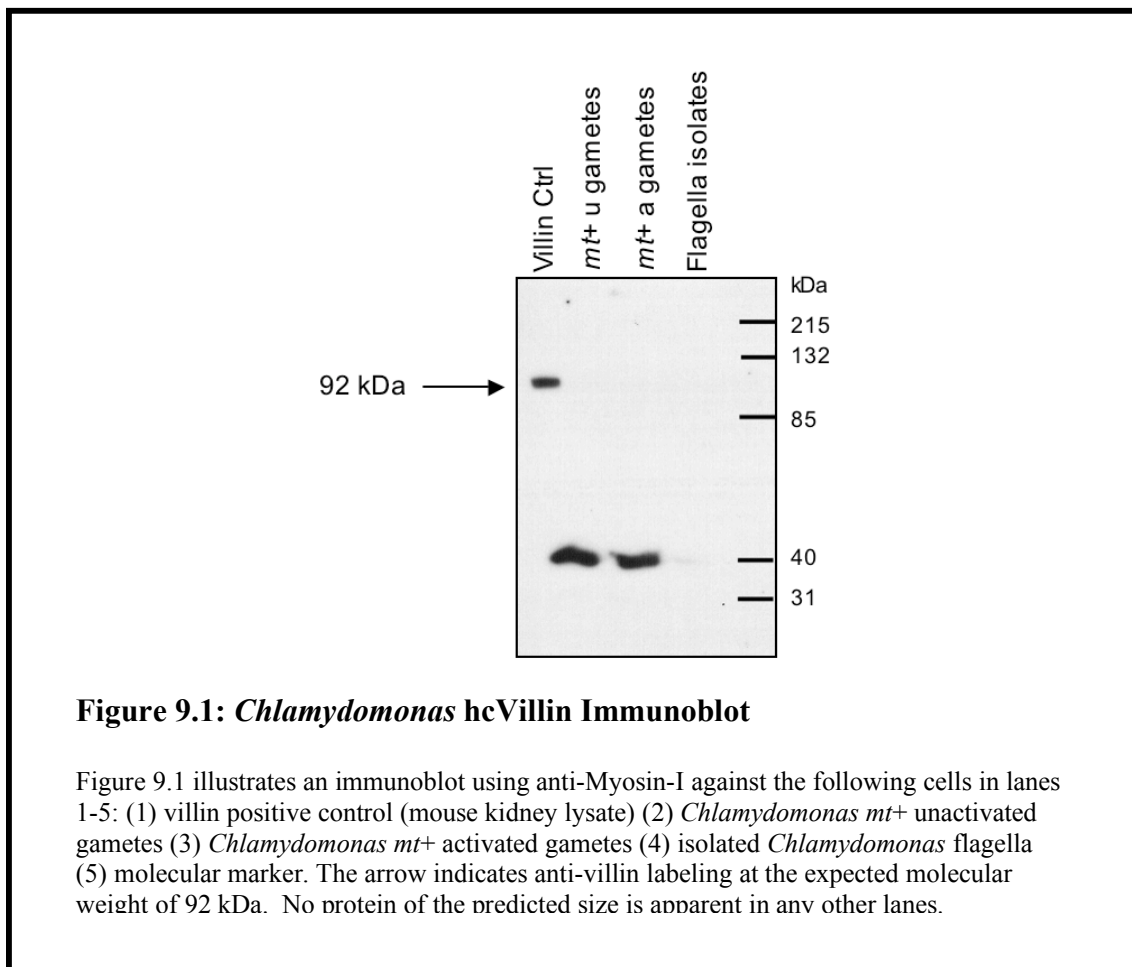 Villin Ctrl
mt+ u gametes
mt+ a gametes
Flagella isolates
kDa
215
132
92 kDa
85
40
31
Figure 9.1: Chlamydomonas hcVillin Immunoblot
Figure 9.1 illustrates an immunoblot using anti-Myosin-I against the following cells in lanes
1-5: (1) villin positive control (mouse kidney lysate) (2) Chlamydomonas mt+ unactivated
gametes (3) Chlamydomonas mt+ activated gametes (4) isolated Chlamydomonas flagella
(5) molecular marker. The arrow indicates anti-villin labeling at the expected molecular
weight of 92 kDa.  No protein of the predicted size is apparent in any other lanes.